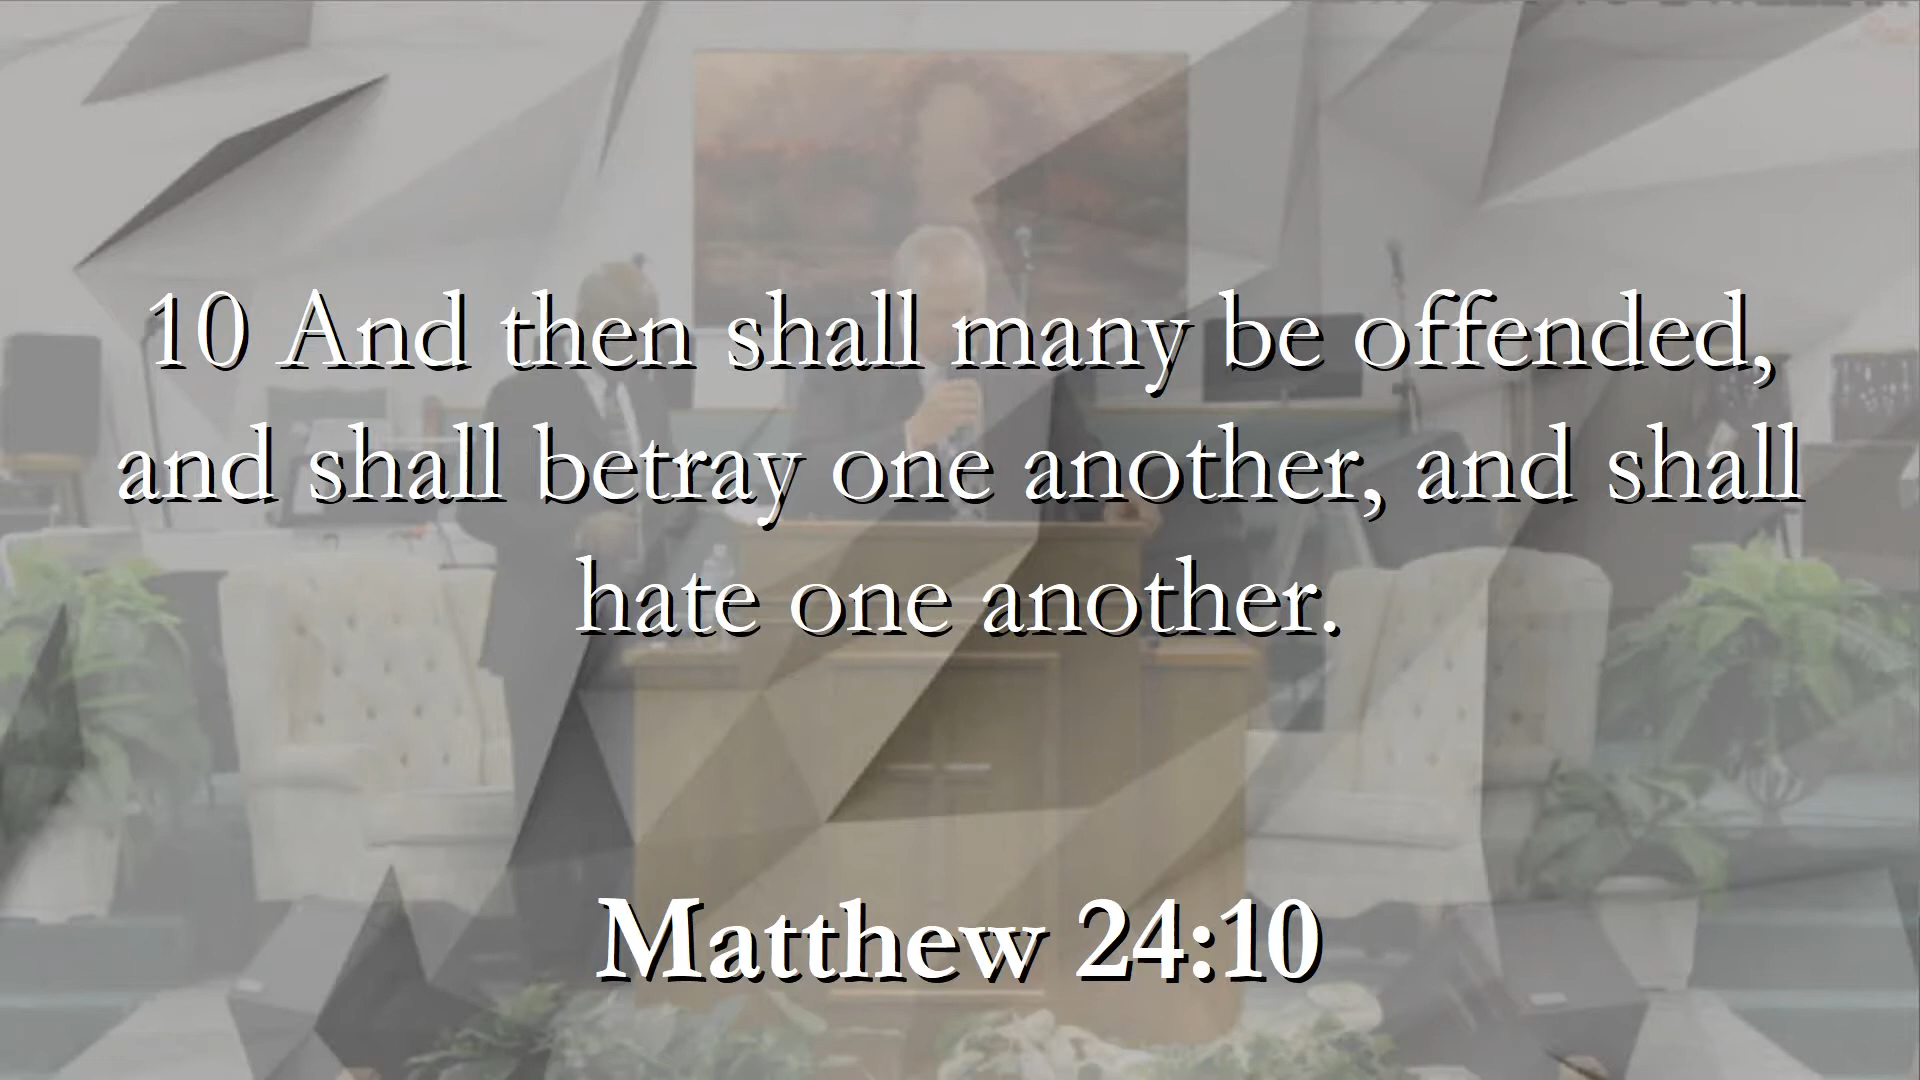 10 And then shall many be offended,
and shall betray one another, and shall
hate one another.
Matthew 24:10